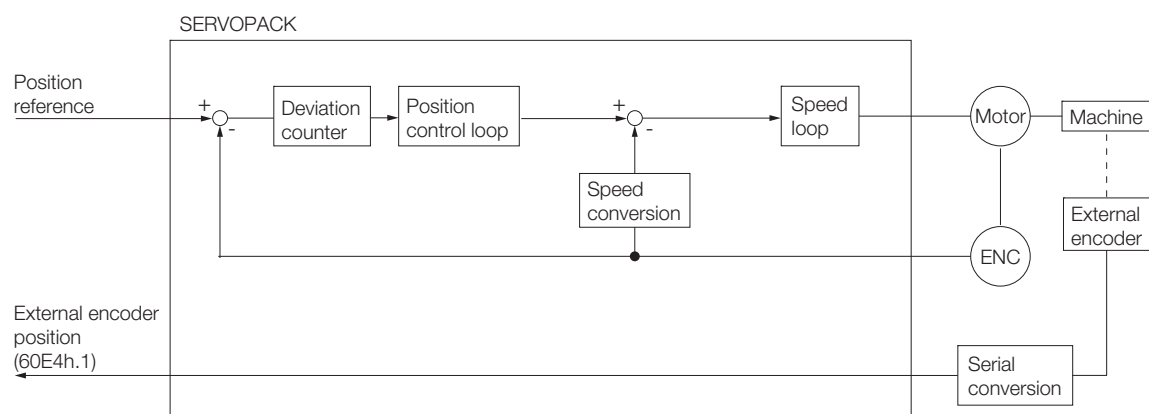 SERVOPACK
Position
reference
+
-
Deviation
counter
Position
control loop
+
-
Speed
loop
Motor
Machine
Speed
conversion
External
encoder
ENC
External encoder
position
(60E4h.1)
Serial
conversion